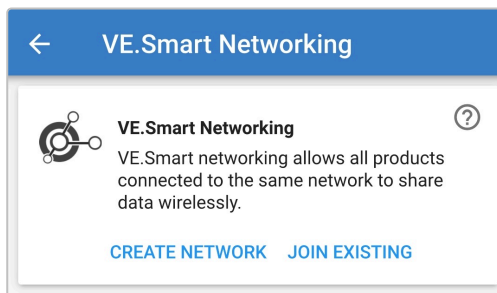 VE.Smart Networking
VE.Smart Networking
VE.Smart networking allows all products
connected to the same network to share
data wirelessly.
CREATE NETWORK JOIN EXISTING